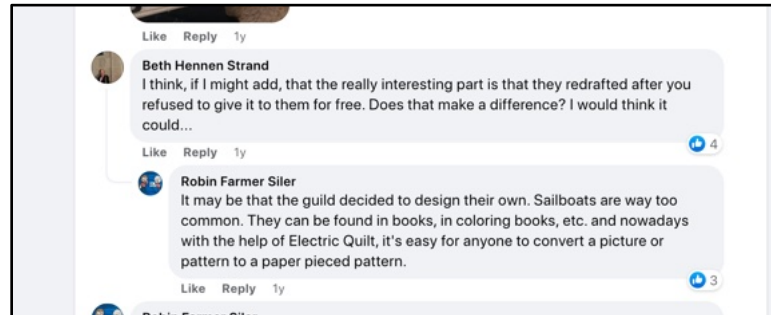 Like Reply 1y
Beth Hennen Strand
I think, if I might add, that the really interesting part is that they redrafted after you
refused to give it to them for free. Does that make a difference? I would think it
could...
4
Like Reply 1y
Robin Farmer Siler
It may be that the guild decided to design their own. Sailboats are way too
common. They can be found in books, in coloring books, etc. and nowadays
with the help of Electric Quilt, it's easy for anyone to convert a picture or
pattern to a paper pieced pattern.
3
Like Reply 1y
Robin Farmer Siler